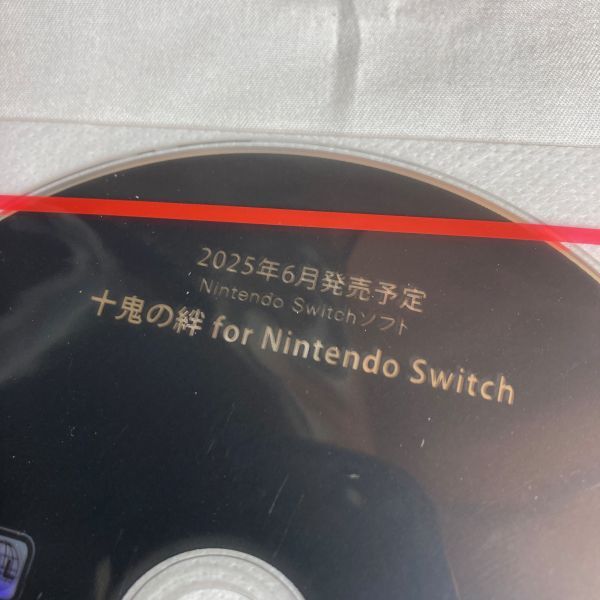 2025年6月発売予定
Nintendo Switchソフト
十鬼の絆 for Nintendo Switch